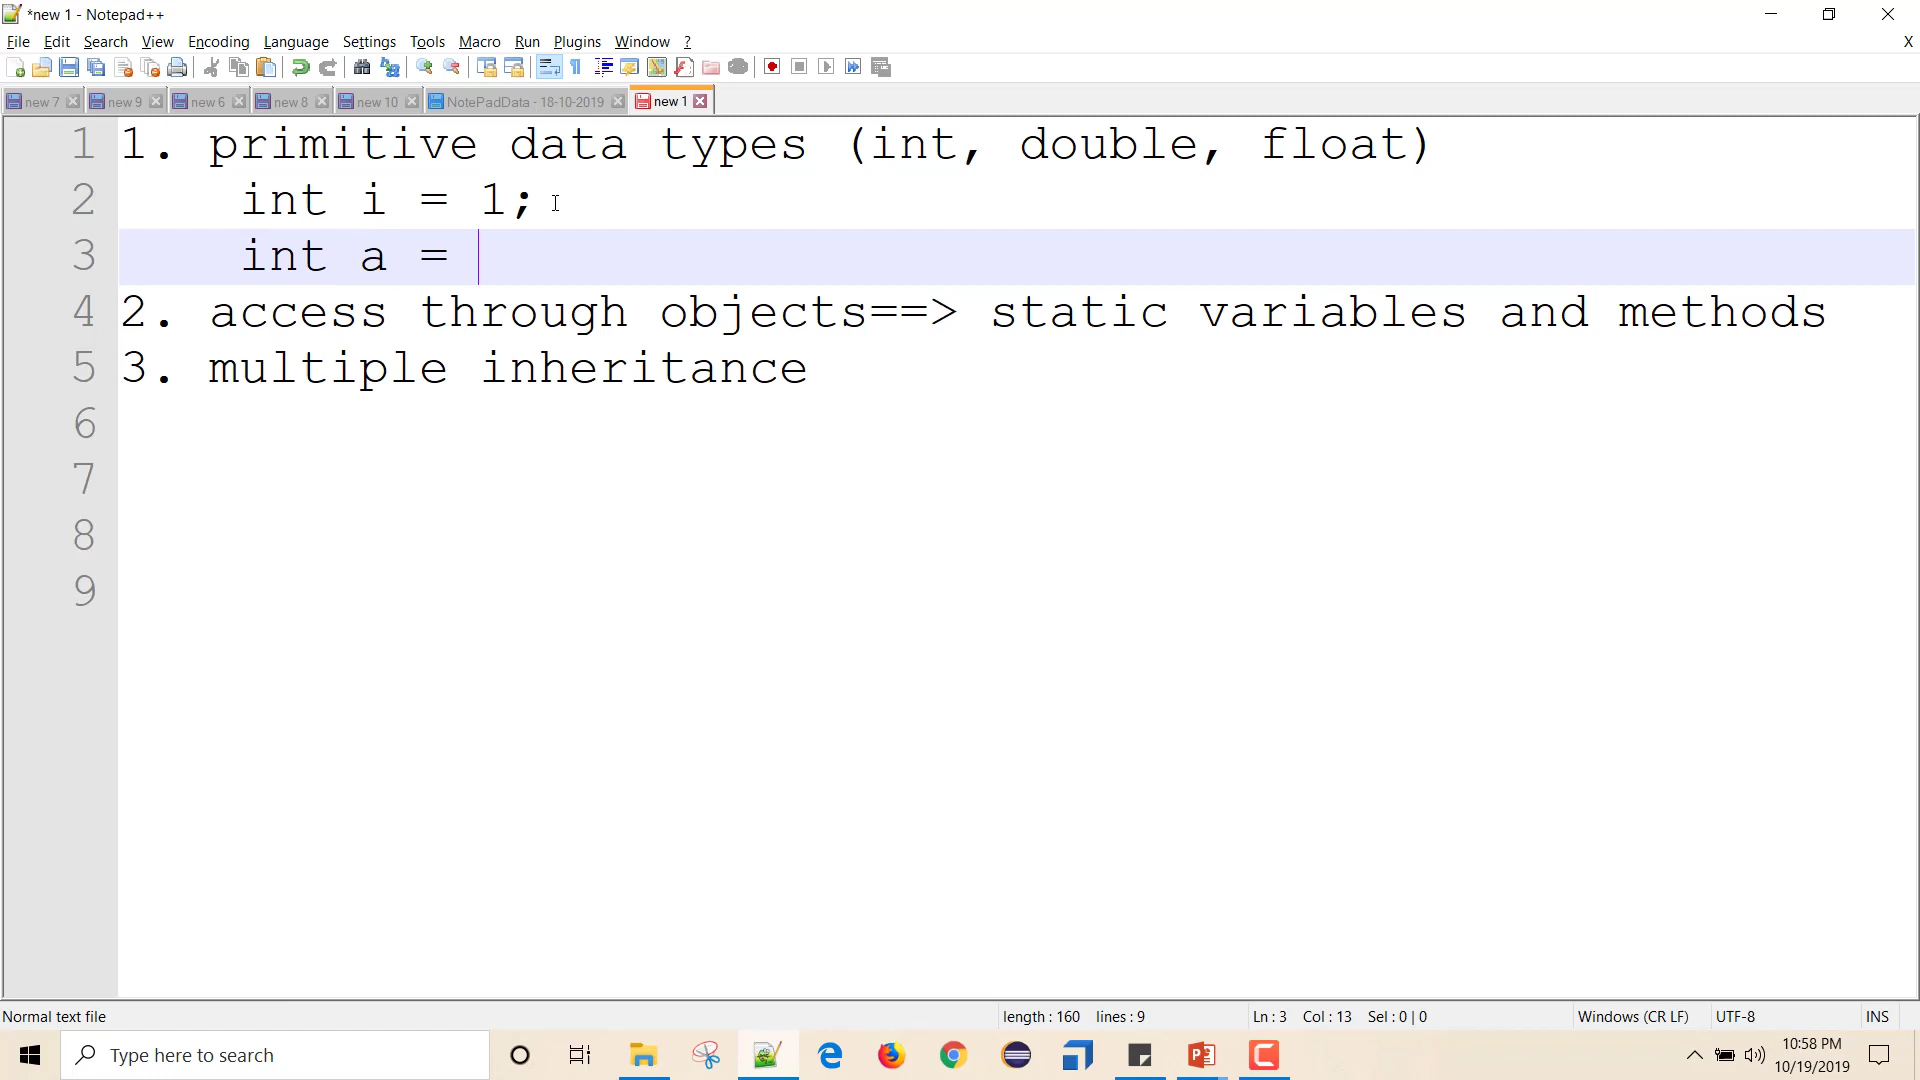 *new 1 - Notepad++
File Edit Search View Encoding Language Settings Tools Macro Run Plugins Window ? X
new 7 new 9 new 6 new 8 new 10 NotePadData - 18-10-2019 new 1
1 1. primitive data types (int, double, float)
2 int i = 1;
3 int a =
4 2. access through objects==> static variables and methods
5 3. multiple inheritance
6
7
8
9
Normal text file length : 160 lines : 9 Ln : 3 Col : 13 Sel : 0 | 0 Windows (CR LF) UTF-8 INS
Type here to search
10:58 PM
10/19/2019